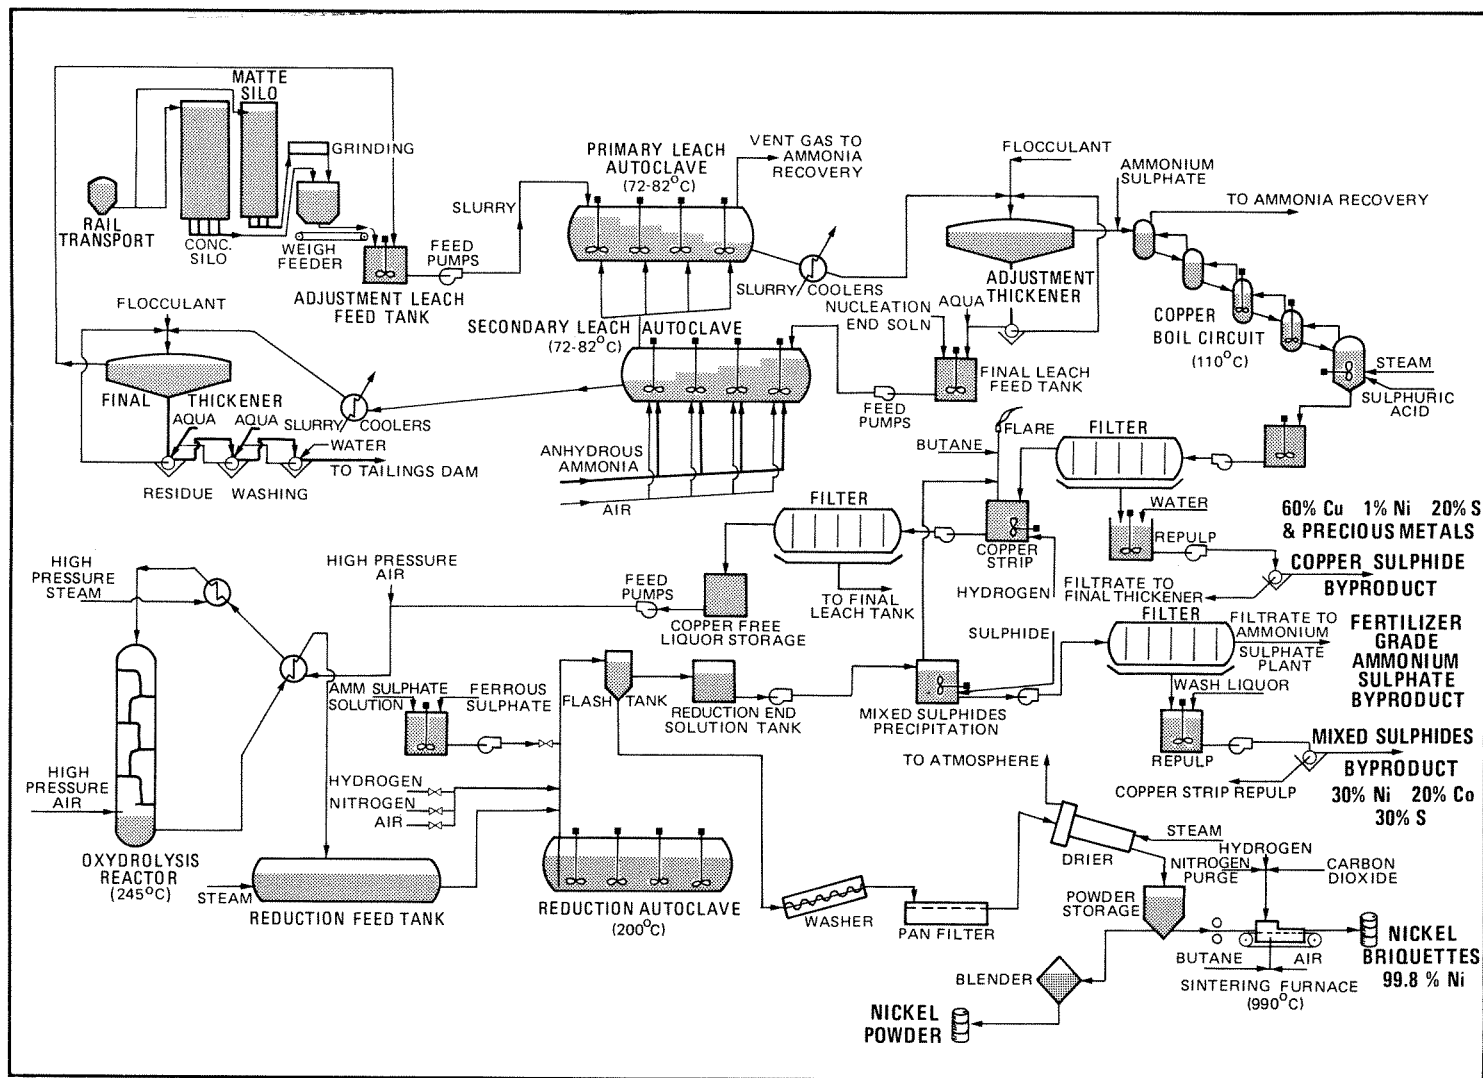 MATTE
SILO
GRINDING
RAIL
TRANSPORT
CONC.
SILO
WEIGH
FEEDER
ADJUSTMENT LEACH
FEED TANK
FEED
PUMPS
SLURRY
PRIMARY LEACH
AUTOCLAVE
(72-82°C)
VENT GAS TO
AMMONIA
RECOVERY
SLURRY COOLERS
FLOCCULANT
AMMONIUM
SULPHATE
TO AMMONIA RECOVERY
ADJUSTMENT
THICKENER
COPPER
BOIL CIRCUIT
(110°C)
STEAM
SULPHURIC
ACID
NUCLEATION
END SOLN
AQUA
FINAL LEACH
FEED TANK
FEED
PUMPS
SECONDARY LEACH AUTOCLAVE
(72-82°C)
FLOCCULANT
FINAL THICKENER
AQUA
AQUA
SLURRY COOLERS
WATER
TO TAILINGS DAM
RESIDUE WASHING
ANHYDROUS
AMMONIA
AIR
FLARE
BUTANE
FILTER
WATER
REPULP
60% Cu 1% Ni 20% S
& PRECIOUS METALS
COPPER SULPHIDE
BYPRODUCT
FILTRATE TO
FINAL THICKENER
COPPER
STRIP
HYDROGEN
FILTER
TO FINAL
LEACH TANK
COPPER FREE
LIQUOR STORAGE
FEED
PUMPS
HIGH PRESSURE
AIR
HIGH
PRESSURE
STEAM
HIGH
PRESSURE
AIR
OXYDROLYSIS
REACTOR
(245°C)
STEAM
REDUCTION FEED TANK
AMM SULPHATE
SOLUTION
FERROUS
SULPHATE
HYDROGEN
NITROGEN
AIR
FLASH TANK
REDUCTION END
SOLUTION TANK
REDUCTION AUTOCLAVE
(200°C)
SULPHIDE
MIXED SULPHIDES
PRECIPITATION
FILTER
FILTRATE TO
AMMONIUM
SULPHATE
PLANT
FERTILIZER
GRADE
AMMONIUM
SULPHATE
BYPRODUCT
WASH LIQUOR
REPULP
MIXED SULPHIDES
BYPRODUCT
30% Ni 20% Co
30% S
COPPER STRIP REPULP
TO ATMOSPHERE
DRIER
STEAM
WASHER
PAN FILTER
POWDER
STORAGE
HYDROGEN
NITROGEN
PURGE
CARBON
DIOXIDE
BUTANE
AIR
SINTERING FURNACE
(990°C)
NICKEL
BRIQUETTES
99.8 % Ni
BLENDER
NICKEL
POWDER